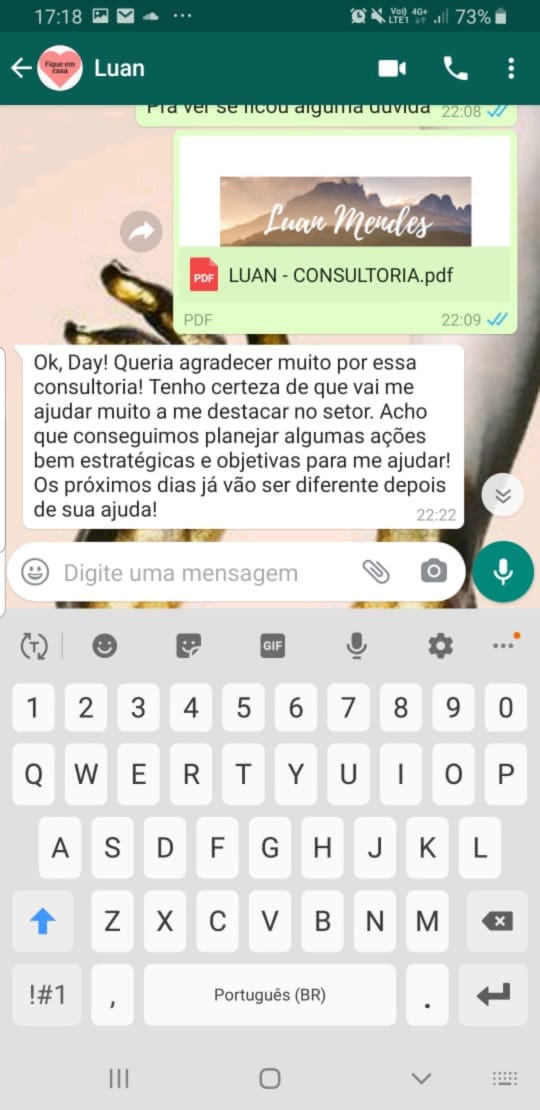 17:18
Vo) 4G+
LTE1
73%
Fique em
casa
Luan
Pra ver se ficou alguma dúvida 22:08
Luan Mendes
PDF LUAN - CONSULTORIA.pdf
PDF 22:09
Ok, Day! Queria agradecer muito por essa
consultoria! Tenho certeza de que vai me
ajudar muito a me destacar no setor. Acho
que conseguimos planejar algumas ações
bem estratégicas e objetivas para me ajudar!
Os próximos dias já vão ser diferente depois
de sua ajuda!
22:22
Digite uma mensagem
T GIF
1 2 3 4 5 6 7 8 9 0
Q W E R T Y U I O P
A S D F G H J K L
Z X C V B N M
!#1 , Português (BR) .